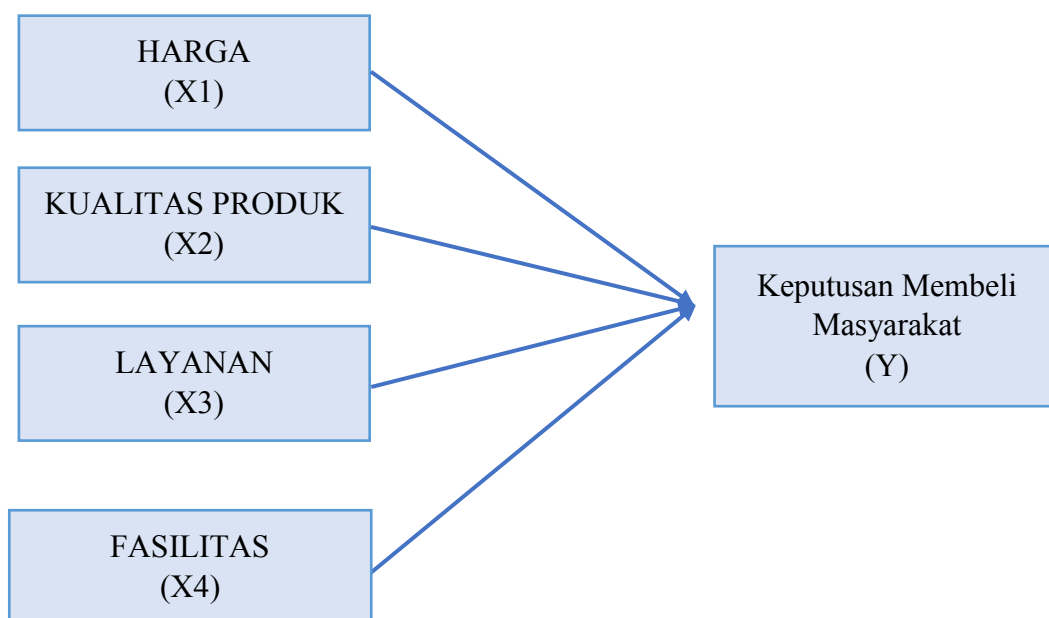 HARGA
(X1)
KUALITAS PRODUK
(X2)
LAYANAN
(X3)
FASILITAS
(X4)
Keputusan Membeli
Masyarakat
(Y)